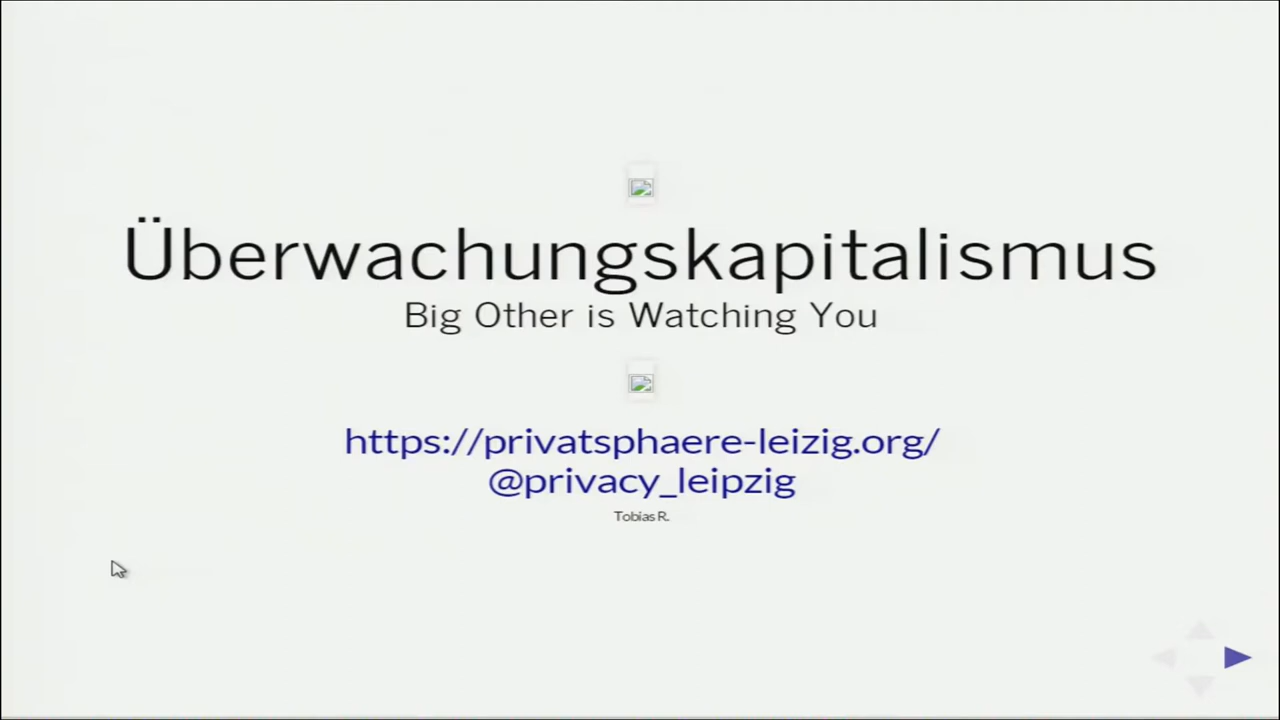 Überwachungskapitalismus
Big Other is Watching You
https://privatsphaere-leizig.org/
@privacy_leipzig
Tobias R.